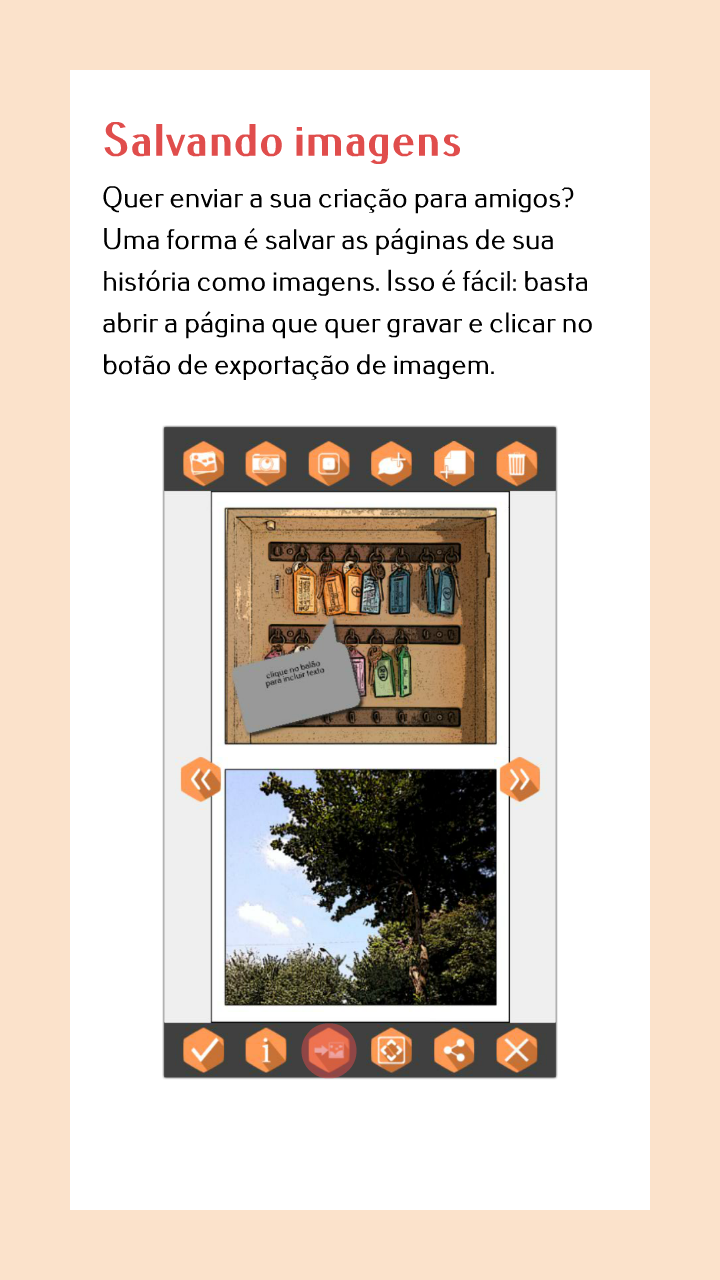 Salvando imagens
Quer enviar a sua criação para amigos?
Uma forma é salvar as páginas de sua
história como imagens. Isso é fácil: basta
abrir a página que quer gravar e clicar no
botão de exportação de imagem.
clique no balão
para incluir texto